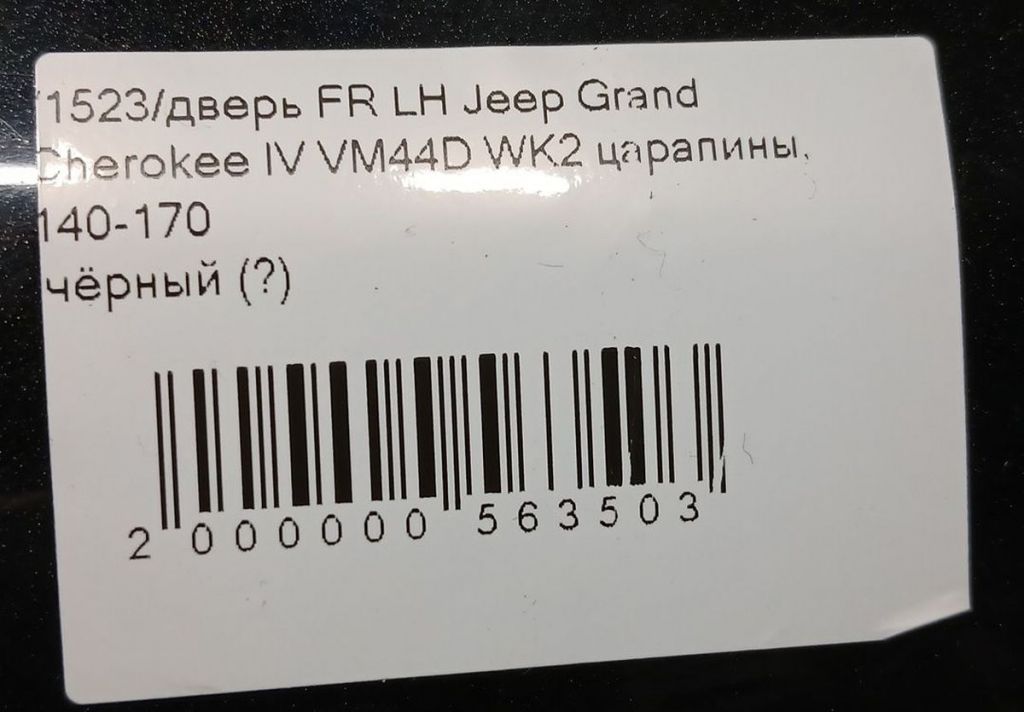 1523/дверь FR LH Jeep Grand
Cherokee IV VM44D WK2 царапины,
140-170
чёрный (?)
2 000000 563503